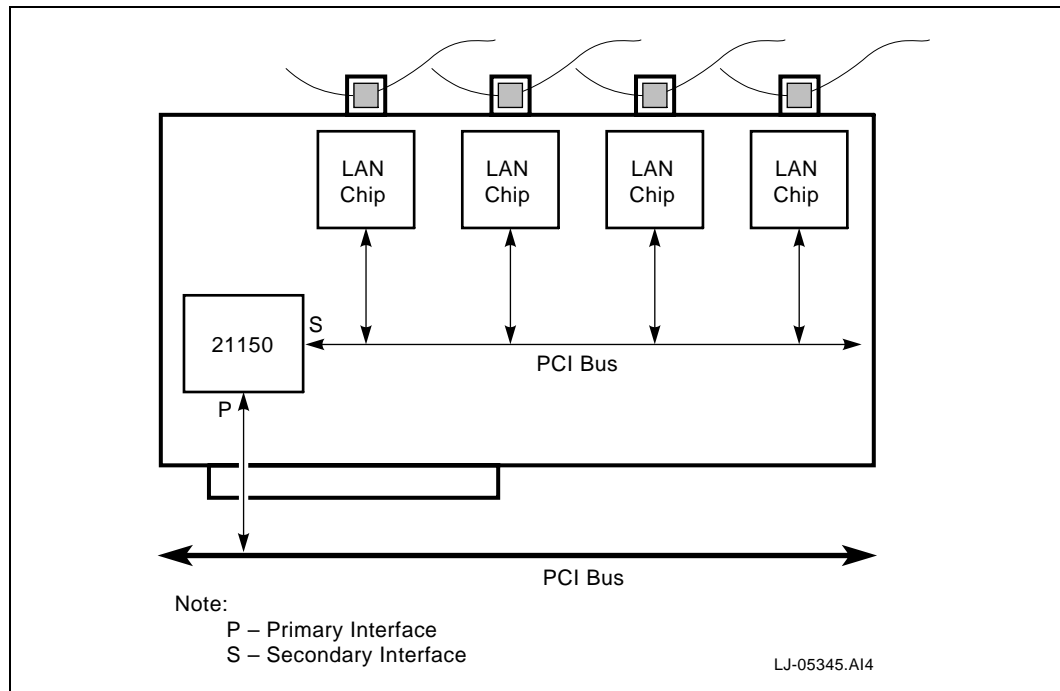 LAN
Chip
LAN
Chip
LAN
Chip
LAN
Chip
21150
S
PCI Bus
P
PCI Bus
Note:
P – Primary Interface
S – Secondary Interface
LJ-05345.AI4